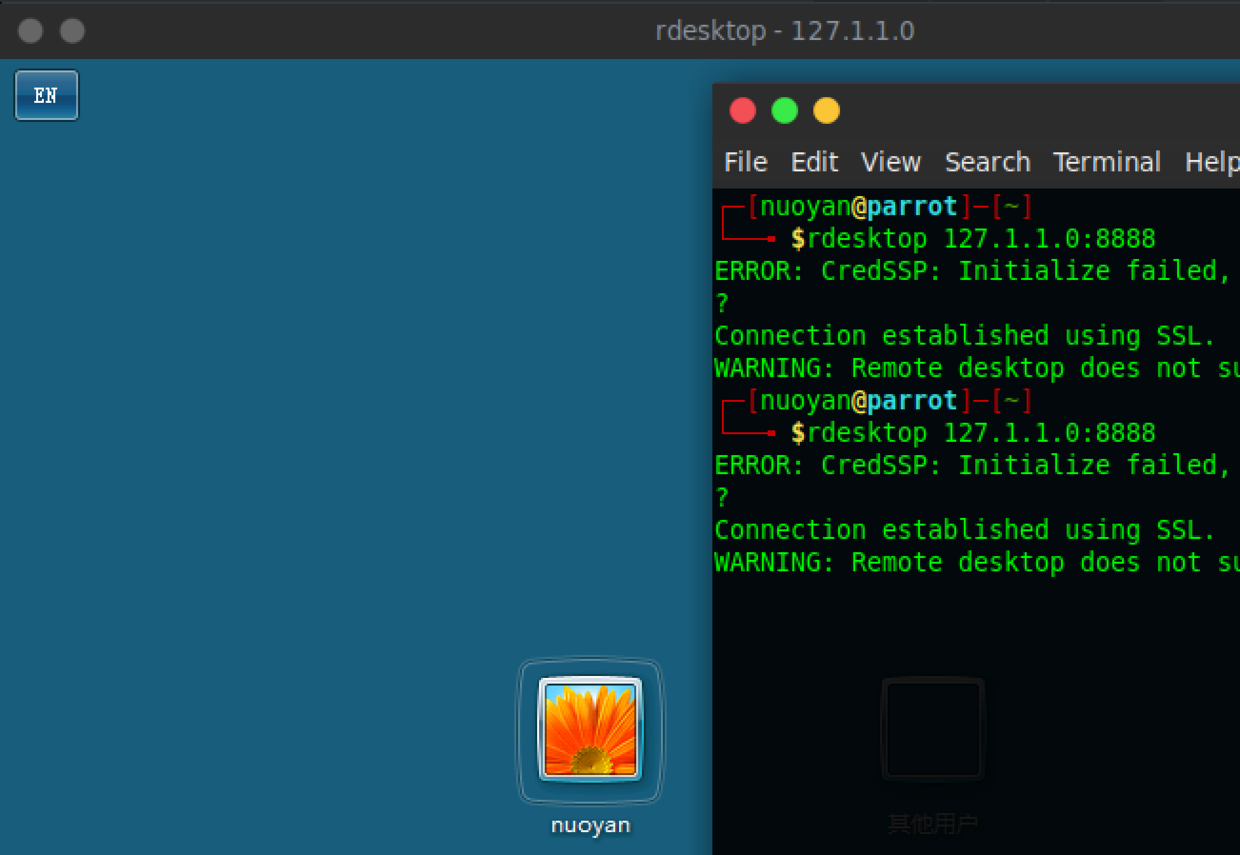 rdesktop - 127.1.1.0
EN
File Edit View Search Terminal Help
[nuoyan@parrot]─[~]
$rdesktop 127.1.1.0:8888
ERROR: CredSSP: Initialize failed,
?
Connection established using SSL.
WARNING: Remote desktop does not su
[nuoyan@parrot]─[~]
$rdesktop 127.1.1.0:8888
ERROR: CredSSP: Initialize failed,
?
Connection established using SSL.
WARNING: Remote desktop does not su
nuoyan
其他用户